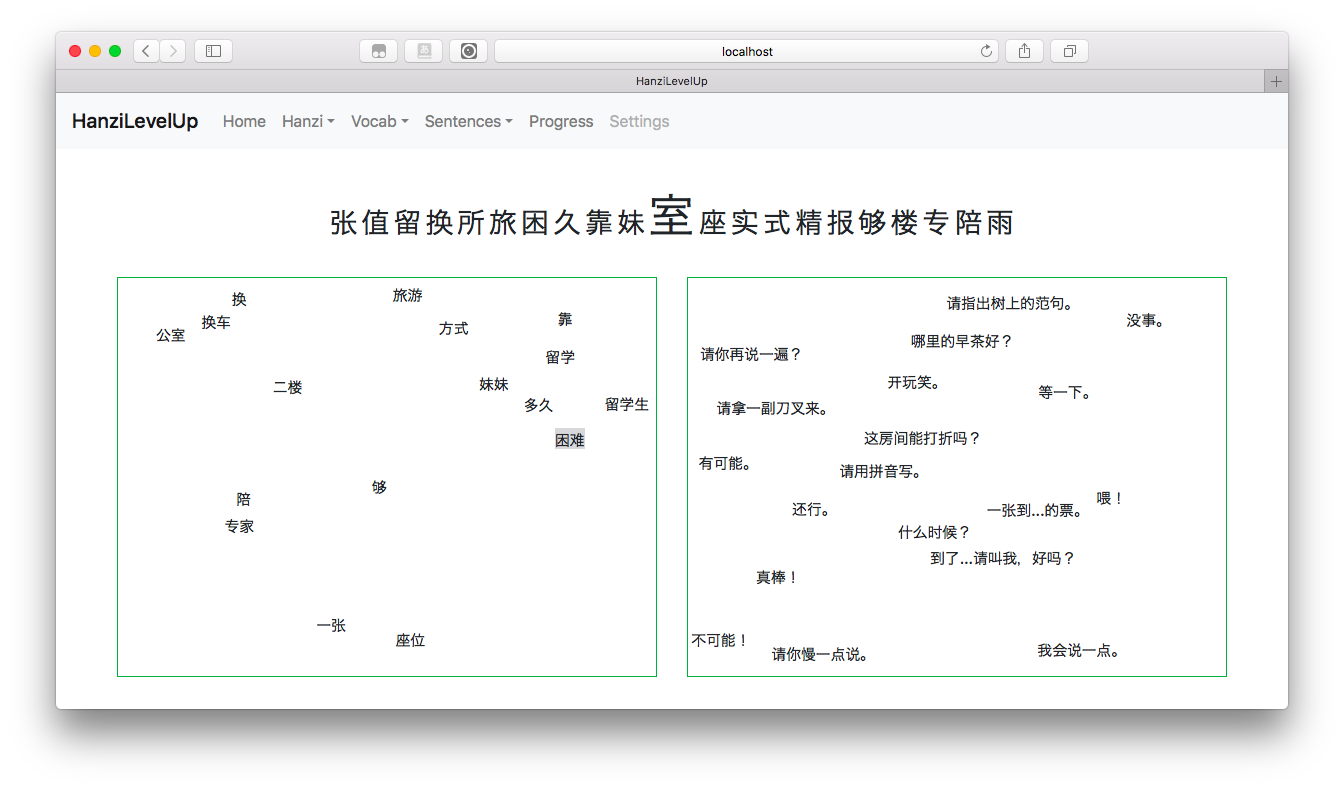 localhost
HanziLevelUp
HanziLevelUp Home Hanzi Vocab Sentences Progress Settings
张值留换所旅困久靠妹室座实式精报够楼专陪雨
旅游
换
靠
换车
方式
公室
留学
妹妹
二楼
多久
留学生
困难
够
陪
专家
一张
座位
请指出树上的范句。
没事。
哪里的早茶好？
请你再说一遍？
开玩笑。
等一下。
请拿一副刀叉来。
这房间能打折吗？
有可能。
请用拼音写。
喂！
还行。
一张到...的票。
什么时候？
到了...请叫我，好吗？
真棒！
不可能！
我会说一点。
请你慢一点说。